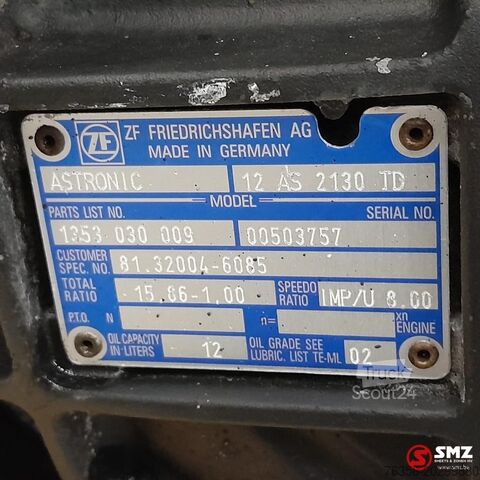 ZF FRIEDRICHSHAFEN AG
MADE IN GERMANY
ASTRONIC 12 AS 2130 TD
MODEL
PARTS LIST NO. SERIAL NO.
1353 030 009 00503757
CUSTOMER SPEC. NO. 81.32004-6085
TOTAL RATIO 15.86-1.00 SPEEDO RATIO IMP/U 8.00
P.T.O. N n= xn ENGINE
OIL CAPACITY IN LITERS 12 OIL GRADE SEE LUBRIC. LIST TE-ML 02
Truck
Scout24
SMZ